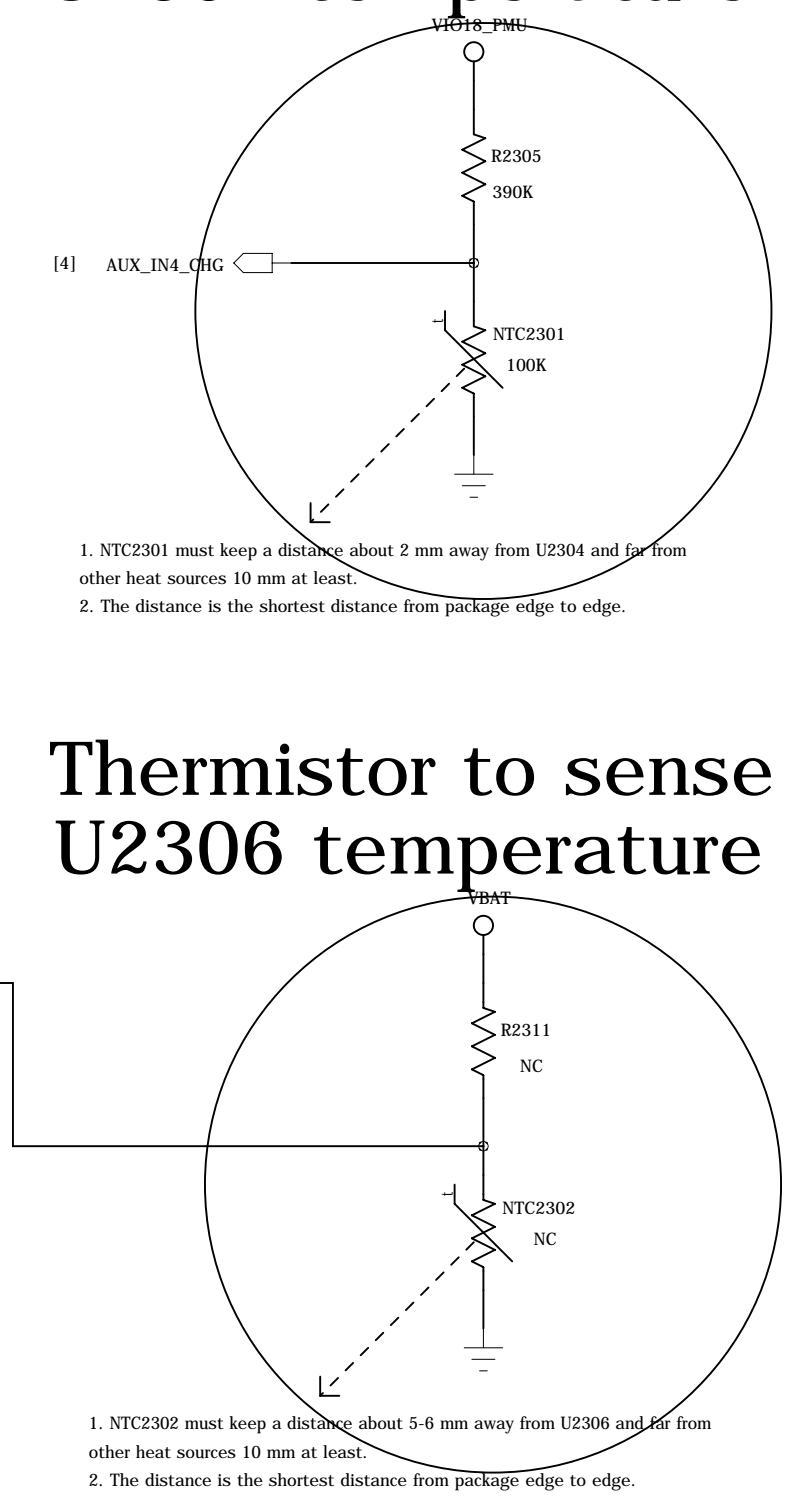 VIO18_PMU
R2305
390K
[4] AUX_IN4_CHG
t
NTC2301
100K
1. NTC2301 must keep a distance about 2 mm away from U2304 and far from
other heat sources 10 mm at least.
2. The distance is the shortest distance from package edge to edge.
Thermistor to sense
U2306 temperature
VBAT
R2311
NC
t
NTC2302
NC
1. NTC2302 must keep a distance about 5-6 mm away from U2306 and far from
other heat sources 10 mm at least.
2. The distance is the shortest distance from package edge to edge.